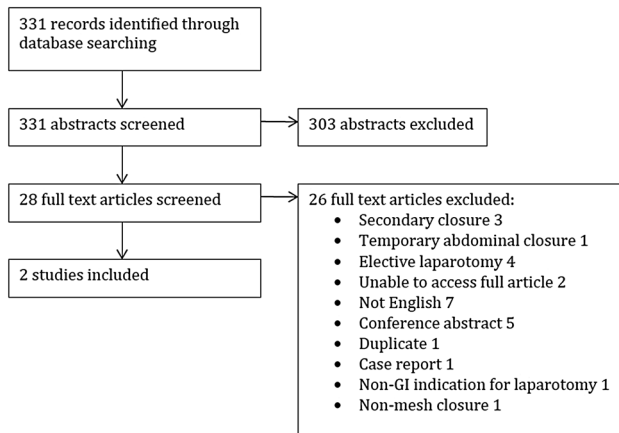 331 records identified through
database searching
331 abstracts screened
303 abstracts excluded
28 full text articles screened
26 full text articles excluded:
• Secondary closure 3
• Temporary abdominal closure 1
• Elective laparotomy 4
• Unable to access full article 2
• Not English 7
• Conference abstract 5
• Duplicate 1
• Case report 1
• Non-GI indication for laparotomy 1
• Non-mesh closure 1
2 studies included